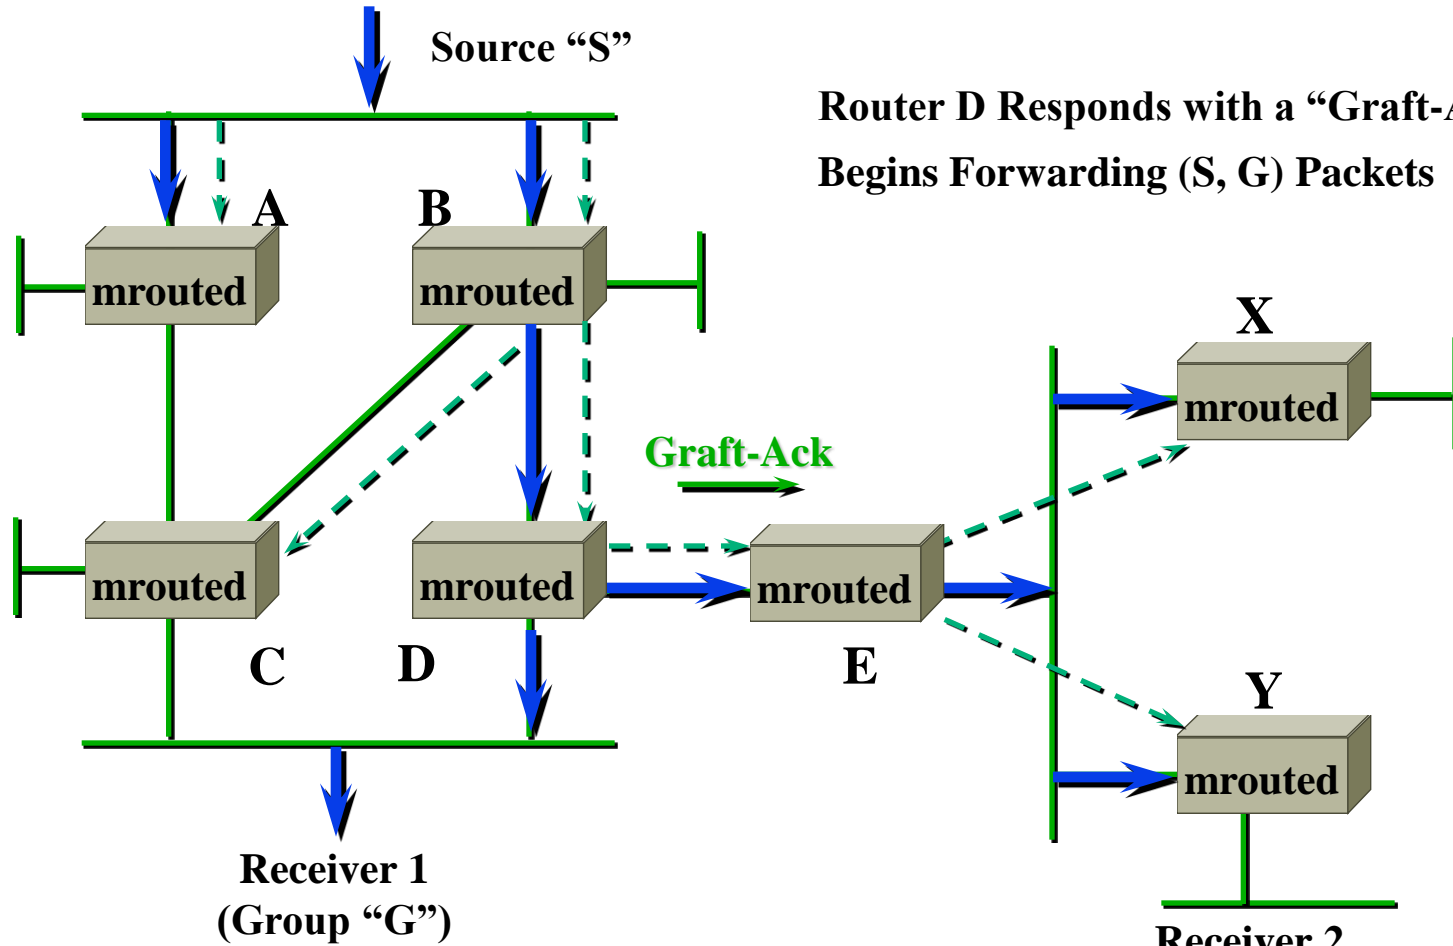 Source “S”
Router D Responds with a “Graft-
Begins Forwarding (S, G) Packets
A
B
mrouted
mrouted
X
mrouted
Graft-Ack
mrouted
mrouted
mrouted
C
D
E
Y
mrouted
Receiver 1
(Group “G”)
Receiver 2